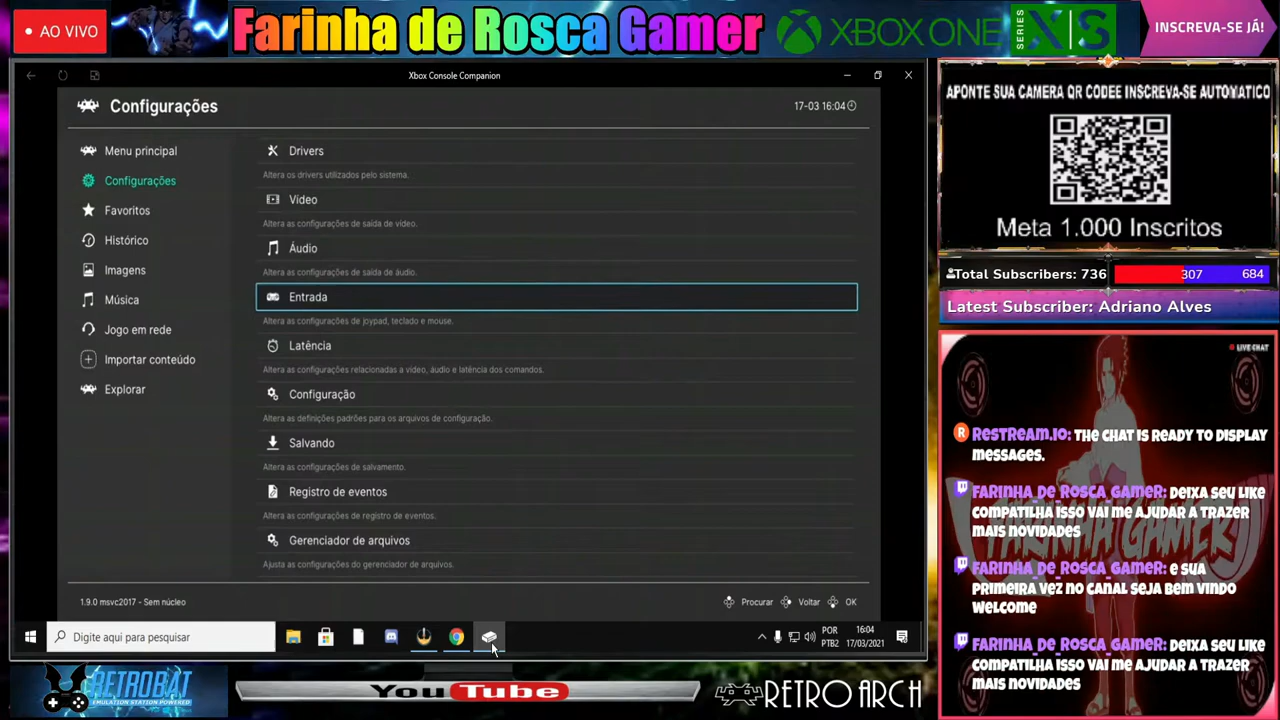 AO VIVO
Farinha de Rosca Gamer
XBOX ONE
SERIES
X|S
INSCREVA-SE JÁ!
Xbox Console Companion
Configurações
17-03 16:04
Menu principal
Configurações
Favoritos
Histórico
Imagens
Música
Jogo em rede
Importar conteúdo
Explorar
Drivers
Altera os drivers utilizados pelo sistema.
Vídeo
Altera as configurações de saída de vídeo.
Áudio
Altera as configurações de saída de áudio.
Entrada
Altera as configurações de joypad, teclado e mouse.
Latência
Altera as configurações relacionadas a vídeo, áudio e latência dos comandos.
Configuração
Altera as definições padrões para os arquivos de configuração.
Salvando
Altera as configurações de salvamento.
Registro de eventos
Altera as configurações de registro de eventos.
Gerenciador de arquivos
Ajusta as configurações do gerenciador de arquivos.
1.9.0 msvc2017 - Sem núcleo
Procurar
Voltar
OK
Digite aqui para pesquisar
POR
PTB2
16:04
17/03/2021
APONTE SUA CAMERA QR CODEE INSCREVA-SE AUTOMATICO
Meta 1.000 Inscritos
Total Subscribers: 736
307
684
Latest Subscriber: Adriano Alves
LIVE CHAT
Restream.io: The chat is ready to display
messages.
Farinha_de_Rosca_Gamer: deixa seu like
compatilha isso vai me ajudar a trazer
mais novidades
Farinha_de_Rosca_Gamer: e sua
primeira vez no canal seja bem vindo
welcome
Farinha_de_Rosca_Gamer: deixa seu like
compatilha isso vai me ajudar a trazer
mais novidades
FARINHA GAMER
RETROBAT
EMULATION STATION POWERED
YouTube
RETRO ARCH